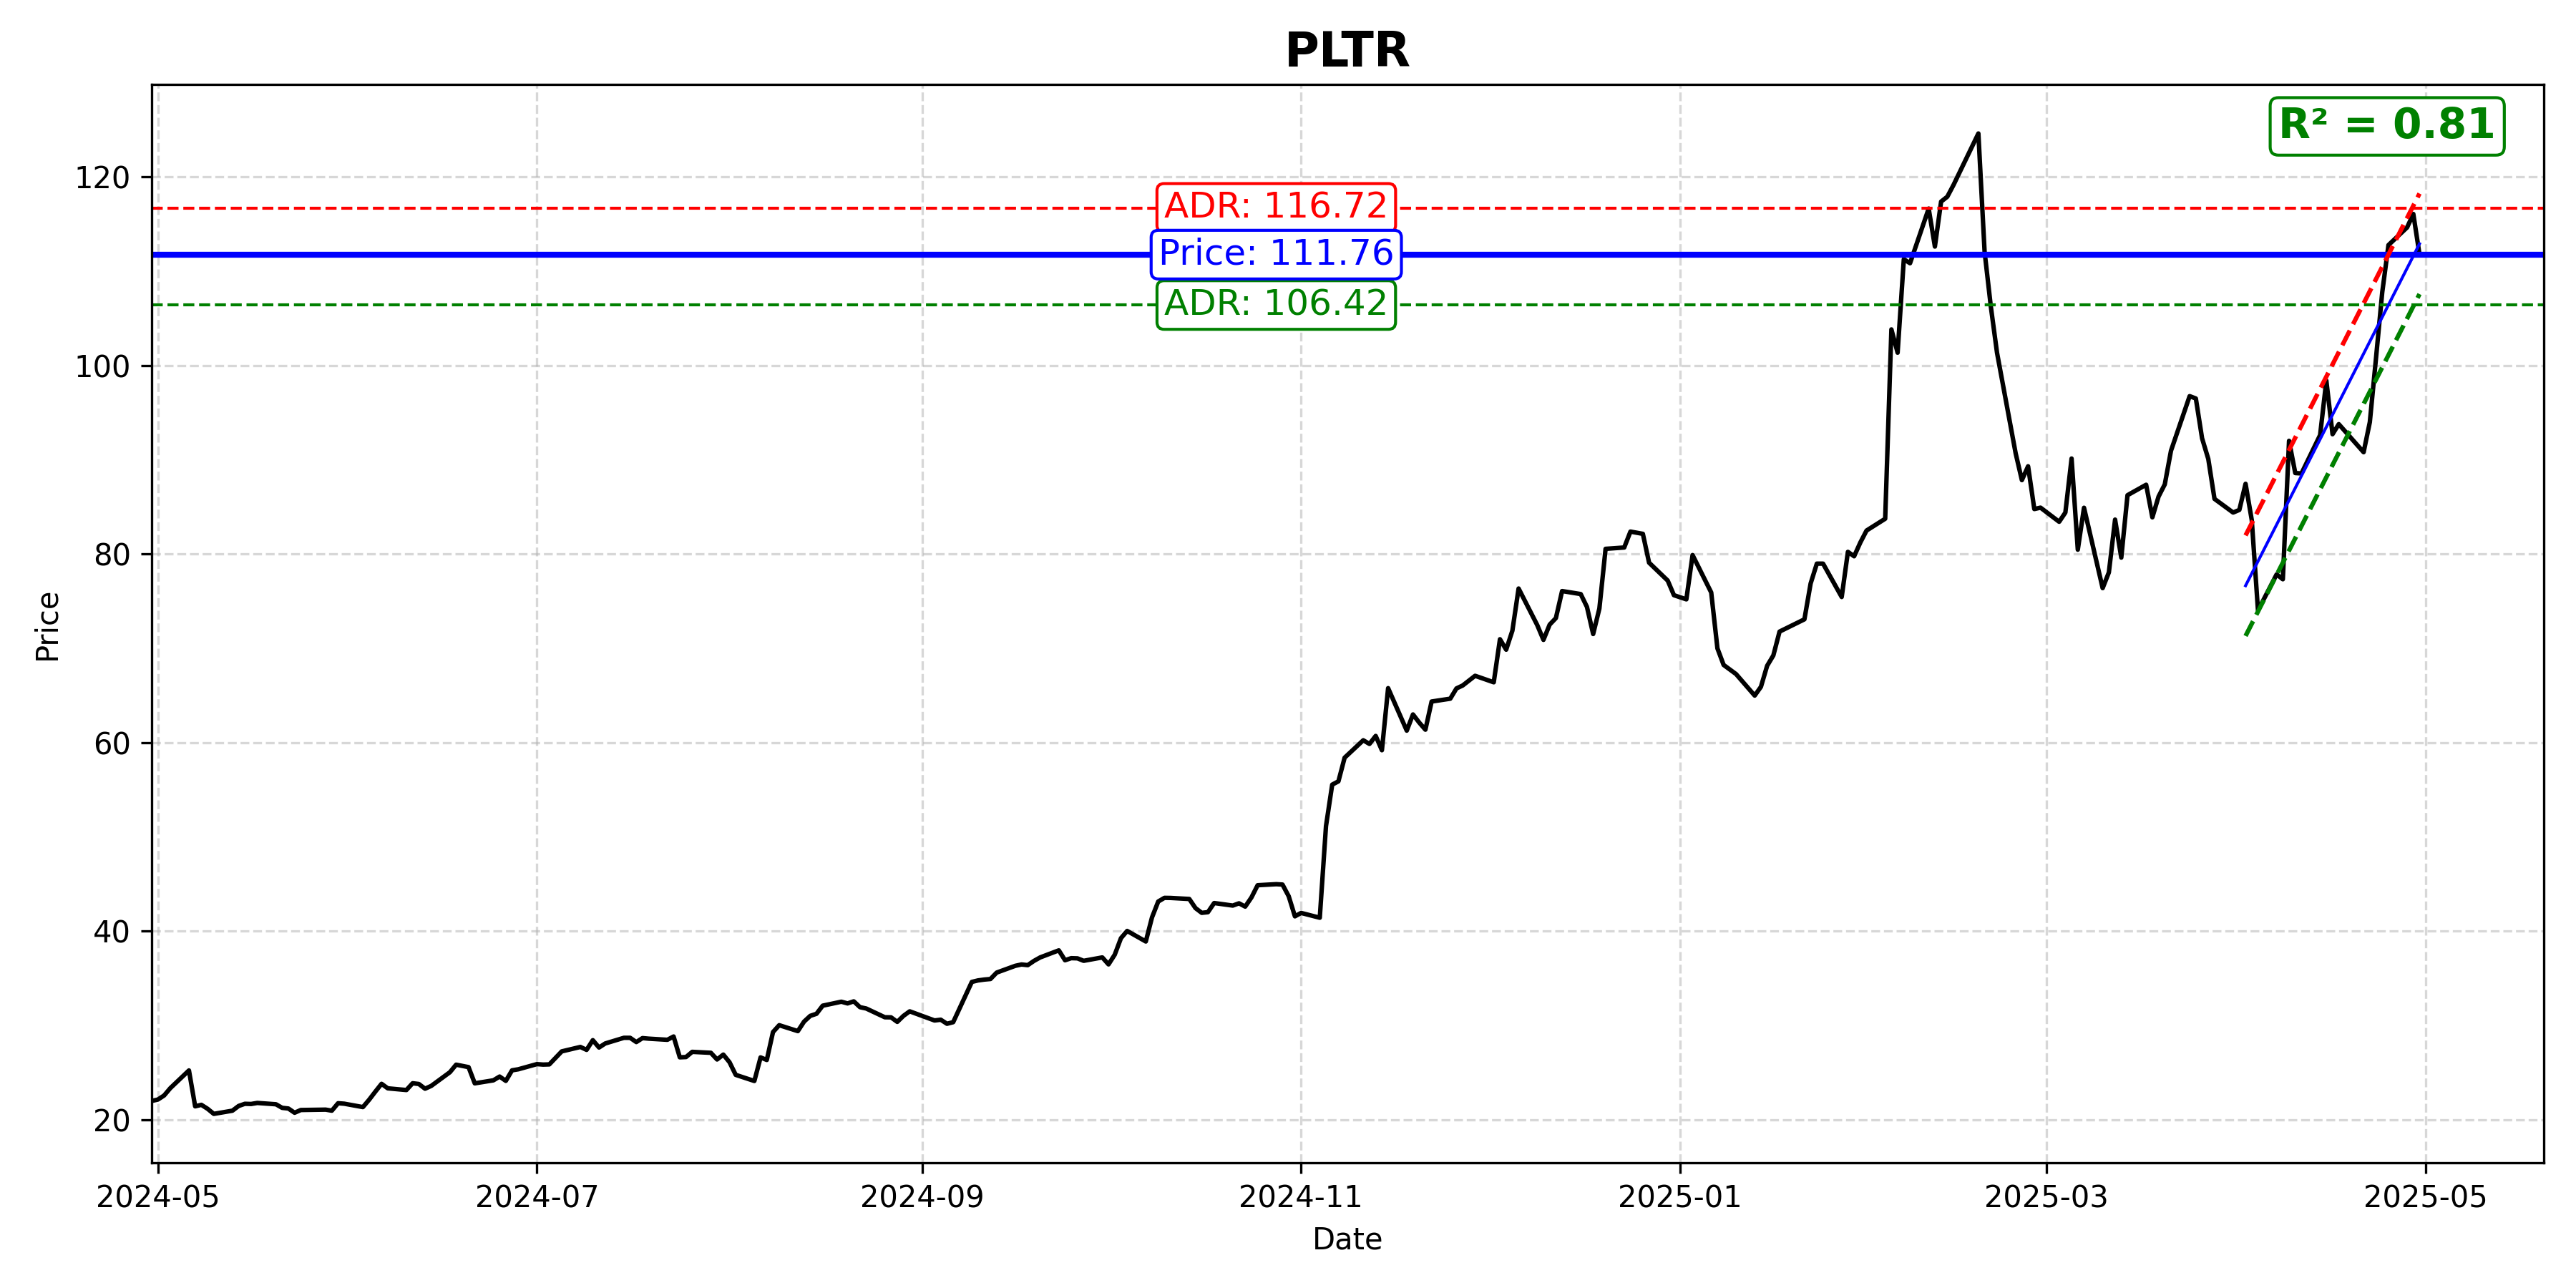 PLTR
R² = 0.81
120
ADR: 116.72
Price: 111.76
ADR: 106.42
100
80
Price
60
40
20
2024-05 2024-07 2024-09 2024-11 2025-01 2025-03 2025-05
Date